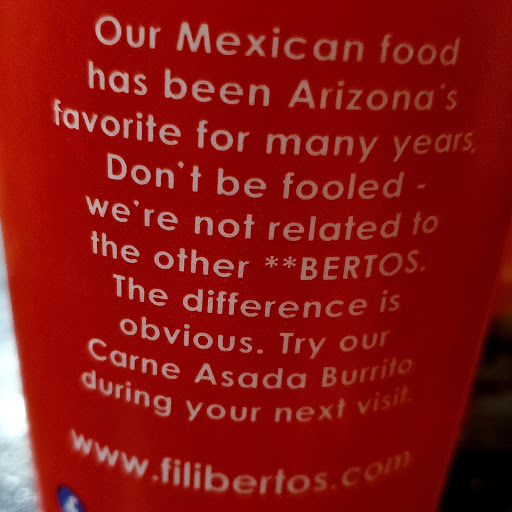 Our Mexican food
has been Arizona's
favorite for many years.
Don't be fooled -
we're not related to
the other **BERTOS.
The difference is
obvious. Try our
Carne Asada Burrito
during your next visit.
www.filibertos.com